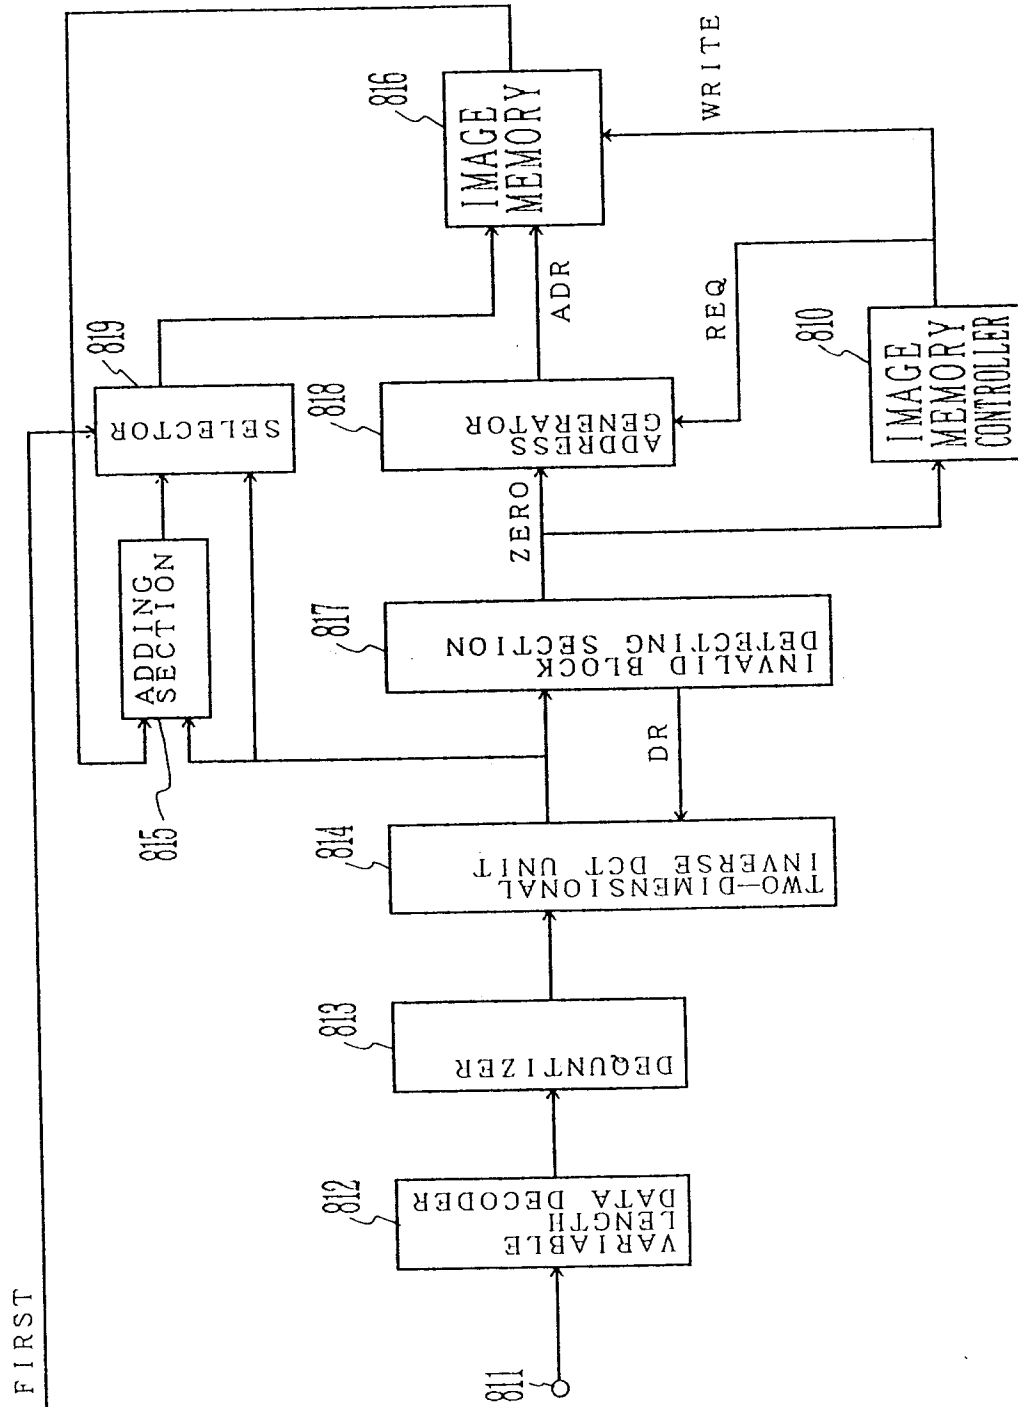 FIRST
811
812
VARIABLE
LENGTH
DATA DECODER
813
DEQUNTIZER
814
TWO-DIMENSIONAL
INVERSE DCT UNIT
DR
815
ADDING
SECTION
817
INVALID BLOCK
DETECTING SECTION
ZERO
819
SELECTOR
818
ADDRESS
GENERATOR
ADR
REQ
810
IMAGE
MEMORY
CONTROLLER
816
IMAGE
MEMORY
WRITE